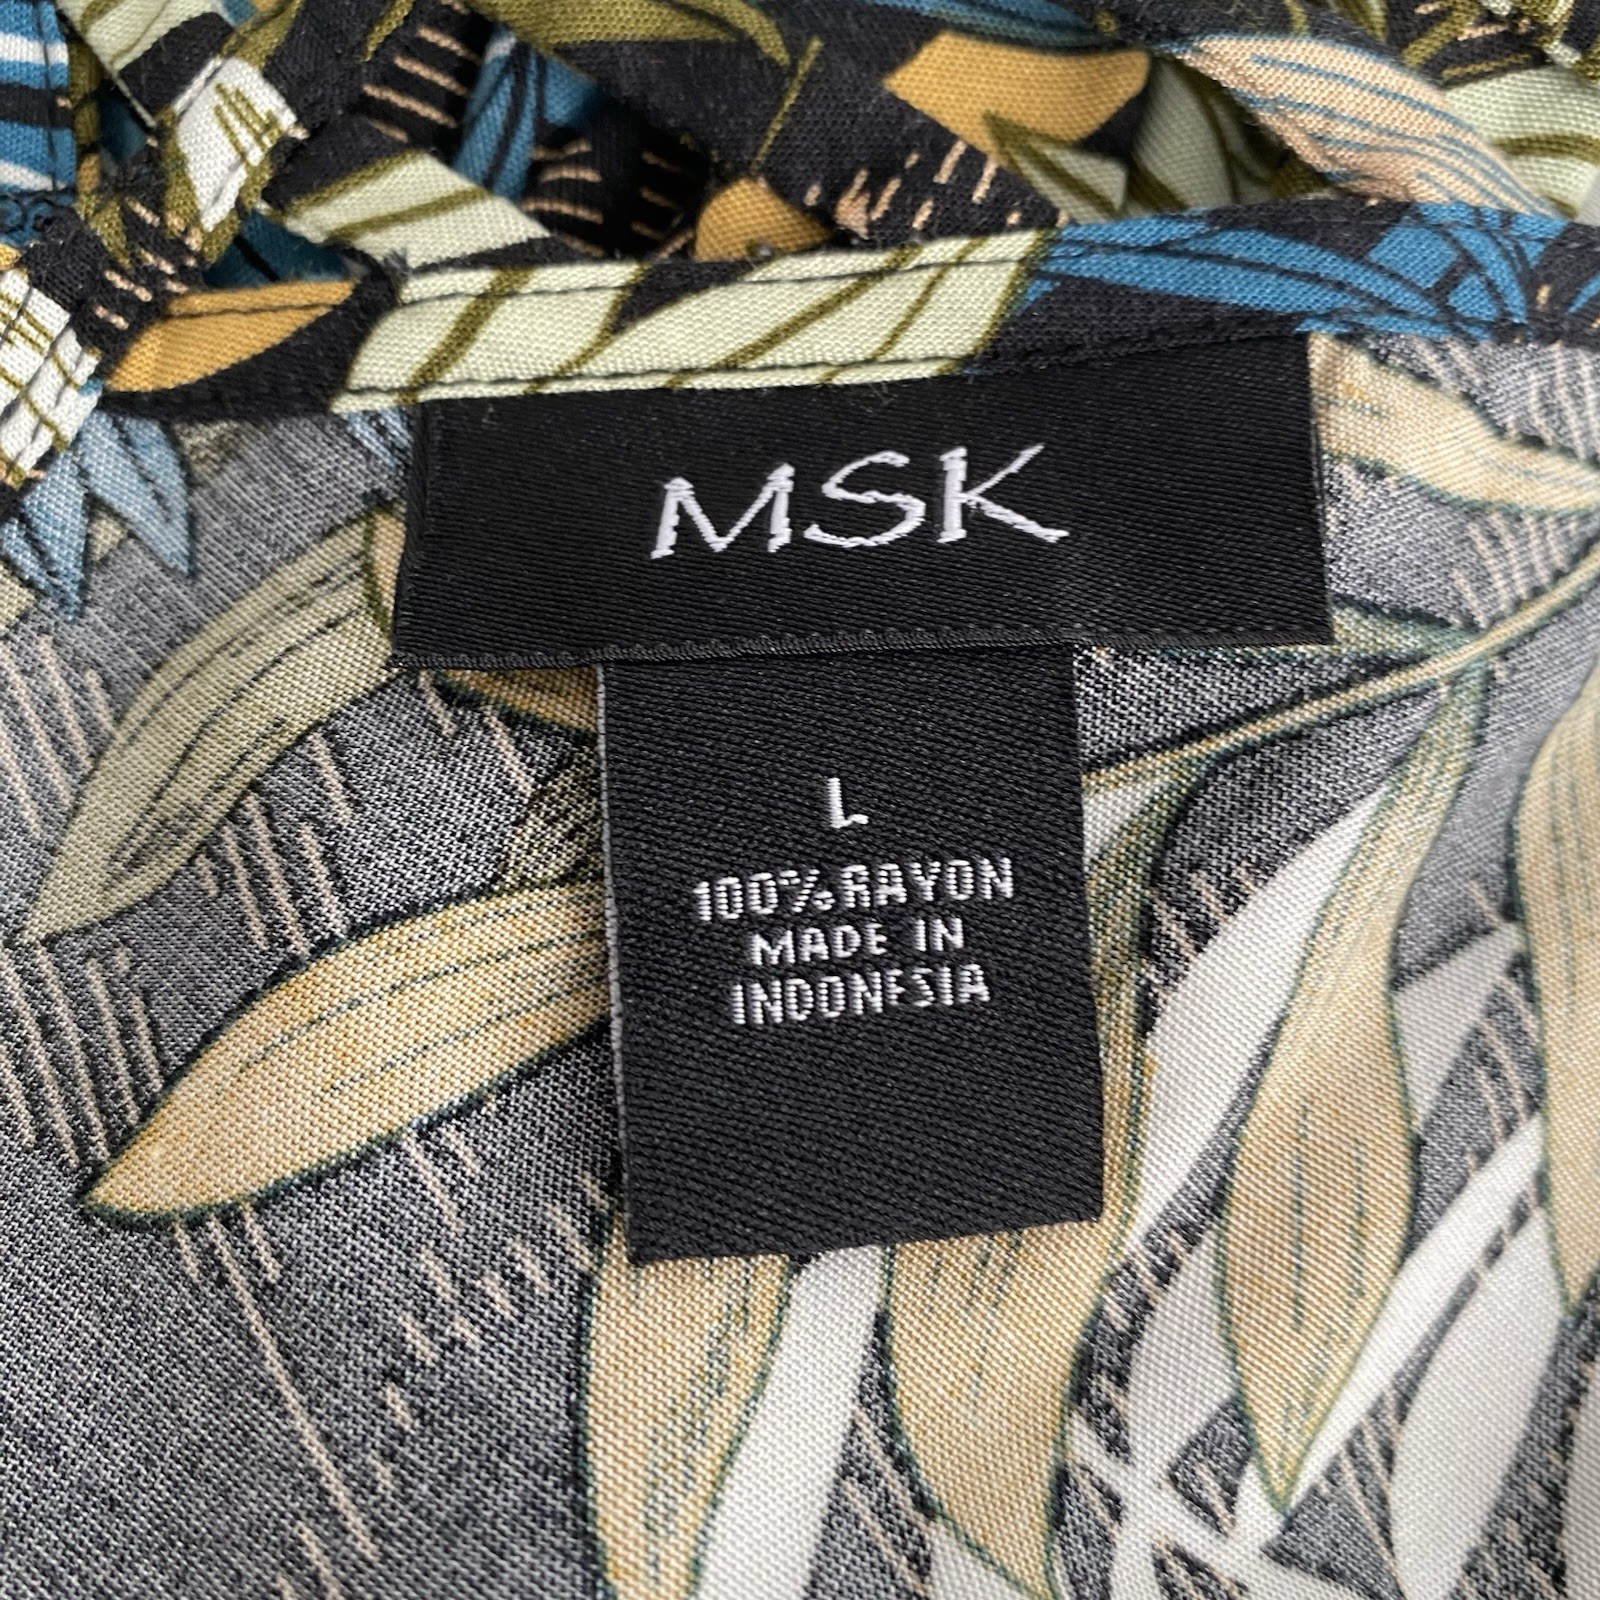 MSK
L
100% RAYON
MADE IN
INDONESIA